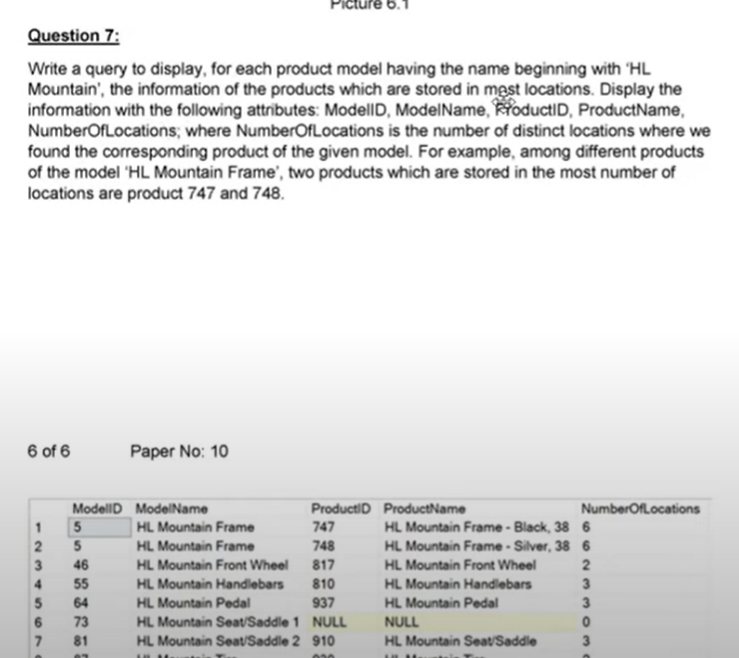 Picture 6.1
Question 7:
Write a query to display, for each product model having the name beginning with ‘HL
Mountain’, the information of the products which are stored in most locations. Display the
information with the following attributes: ModelID, ModelName, ProductID, ProductName,
NumberOfLocations; where NumberOfLocations is the number of distinct locations where we
found the corresponding product of the given model. For example, among different products
of the model ‘HL Mountain Frame’, two products which are stored in the most number of
locations are product 747 and 748.
6 of 6 Paper No: 10
ModelID ModelName ProductID ProductName NumberOfLocations
1 5 HL Mountain Frame 747 HL Mountain Frame - Black, 38 6
2 5 HL Mountain Frame 748 HL Mountain Frame - Silver, 38 6
3 46 HL Mountain Front Wheel 817 HL Mountain Front Wheel 2
4 55 HL Mountain Handlebars 810 HL Mountain Handlebars 3
5 64 HL Mountain Pedal 937 HL Mountain Pedal 3
6 73 HL Mountain Seat/Saddle 1 NULL NULL 0
7 81 HL Mountain Seat/Saddle 2 910 HL Mountain Seat/Saddle 3